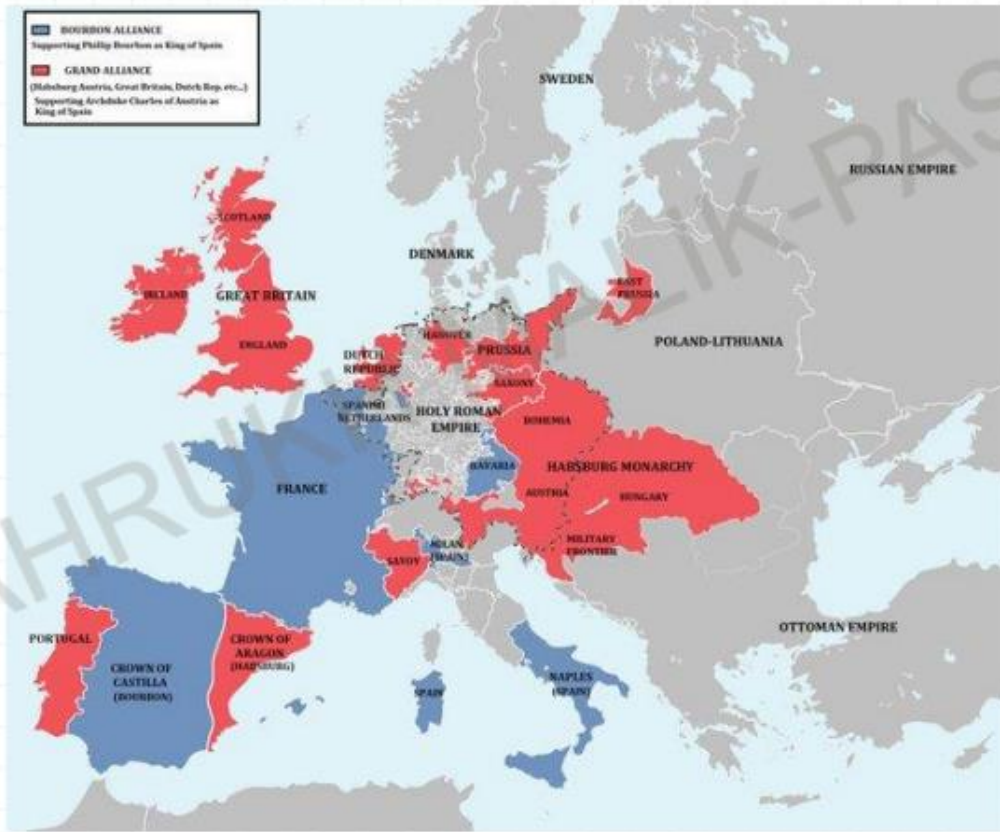 BOURBON ALLIANCE
Supporting Phillip Bourbon as King of Spain
GRAND ALLIANCE
(Habsburg Austria, Great Britain, Dutch Rep. etc...)
Supporting Archduke Charles of Austria as
King of Spain
SWEDEN
RUSSIAN EMPIRE
SCOTLAND
DENMARK
IRELAND
GREAT BRITAIN
EAST
PRUSSIA
ENGLAND
HANOVER
PRUSSIA
POLAND-LITHUANIA
DUTCH
REPUBLIC
SAXONY
SPANISH
NETHERLANDS
HOLY ROMAN
EMPIRE
BOHEMIA
BAVARIA
HABSBURG MONARCHY
FRANCE
AUSTRIA
HUNGARY
MILAN
(SPAIN)
MILITARY
FRONTIER
SAVOY
OTTOMAN EMPIRE
PORTUGAL
CROWN OF
ARAGON
(HABSBURG)
CROWN OF
CASTILLA
(BOURBON)
SPAIN
NAPLES
(SPAIN)